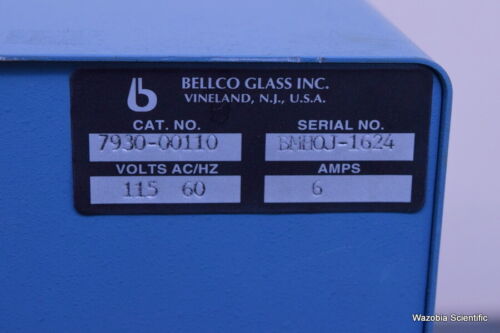 BELLCO GLASS INC.
VINELAND, N.J., U.S.A.
CAT. NO. SERIAL NO.
7930-00110 BMHOJ-1624
VOLTS AC/HZ AMPS
115 60 6
Wazobia Scientific